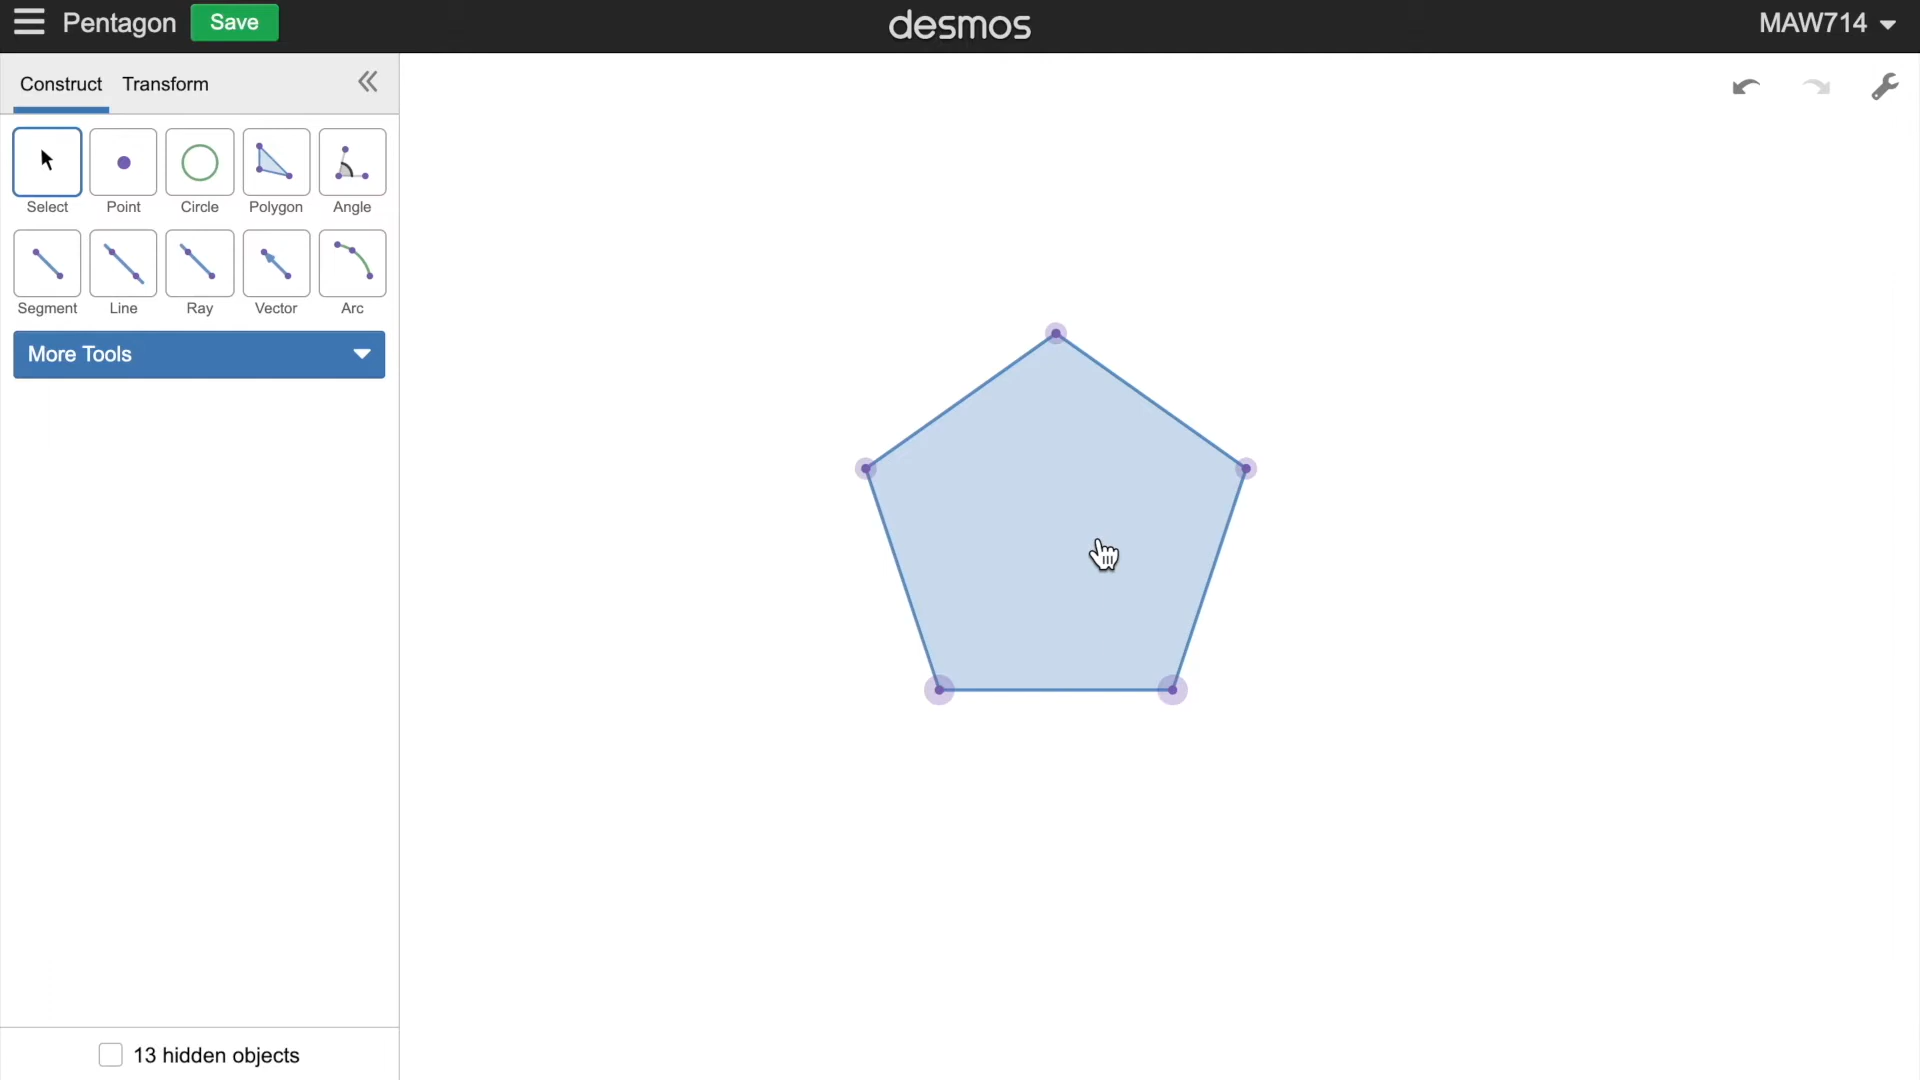 Pentagon Save desmos MAW714
Construct Transform
Select Point Circle Polygon Angle
Segment Line Ray Vector Arc
More Tools
13 hidden objects